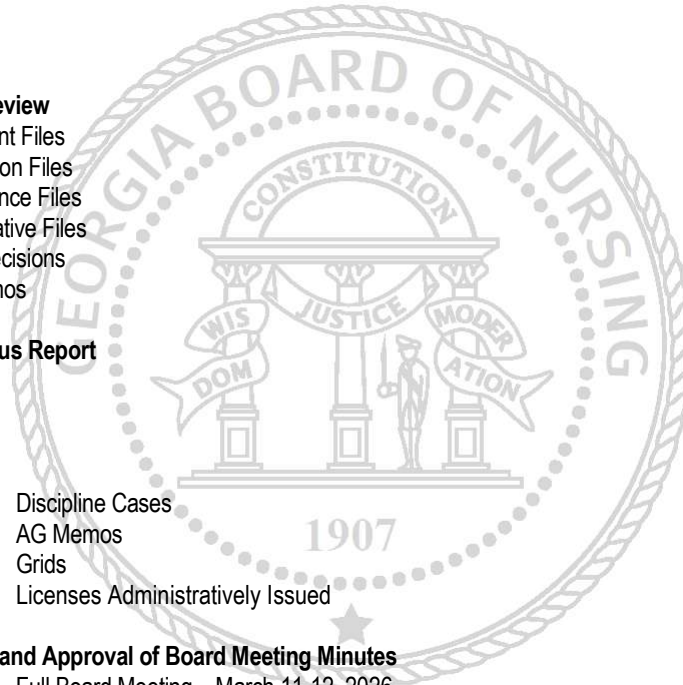 eview
nt Files
on Files
nce Files
ative Files
ecisions
nos
us Report
Discipline Cases
AG Memos
Grids
Licenses Administratively Issued
and Approval of Board Meeting Minutes
Full Board Meeting – March 11-12, 2026
GEORGIA BOARD OF NURSING
CONSTITUTION
WIS
DOM
JUSTICE
MODER
ATION
1907